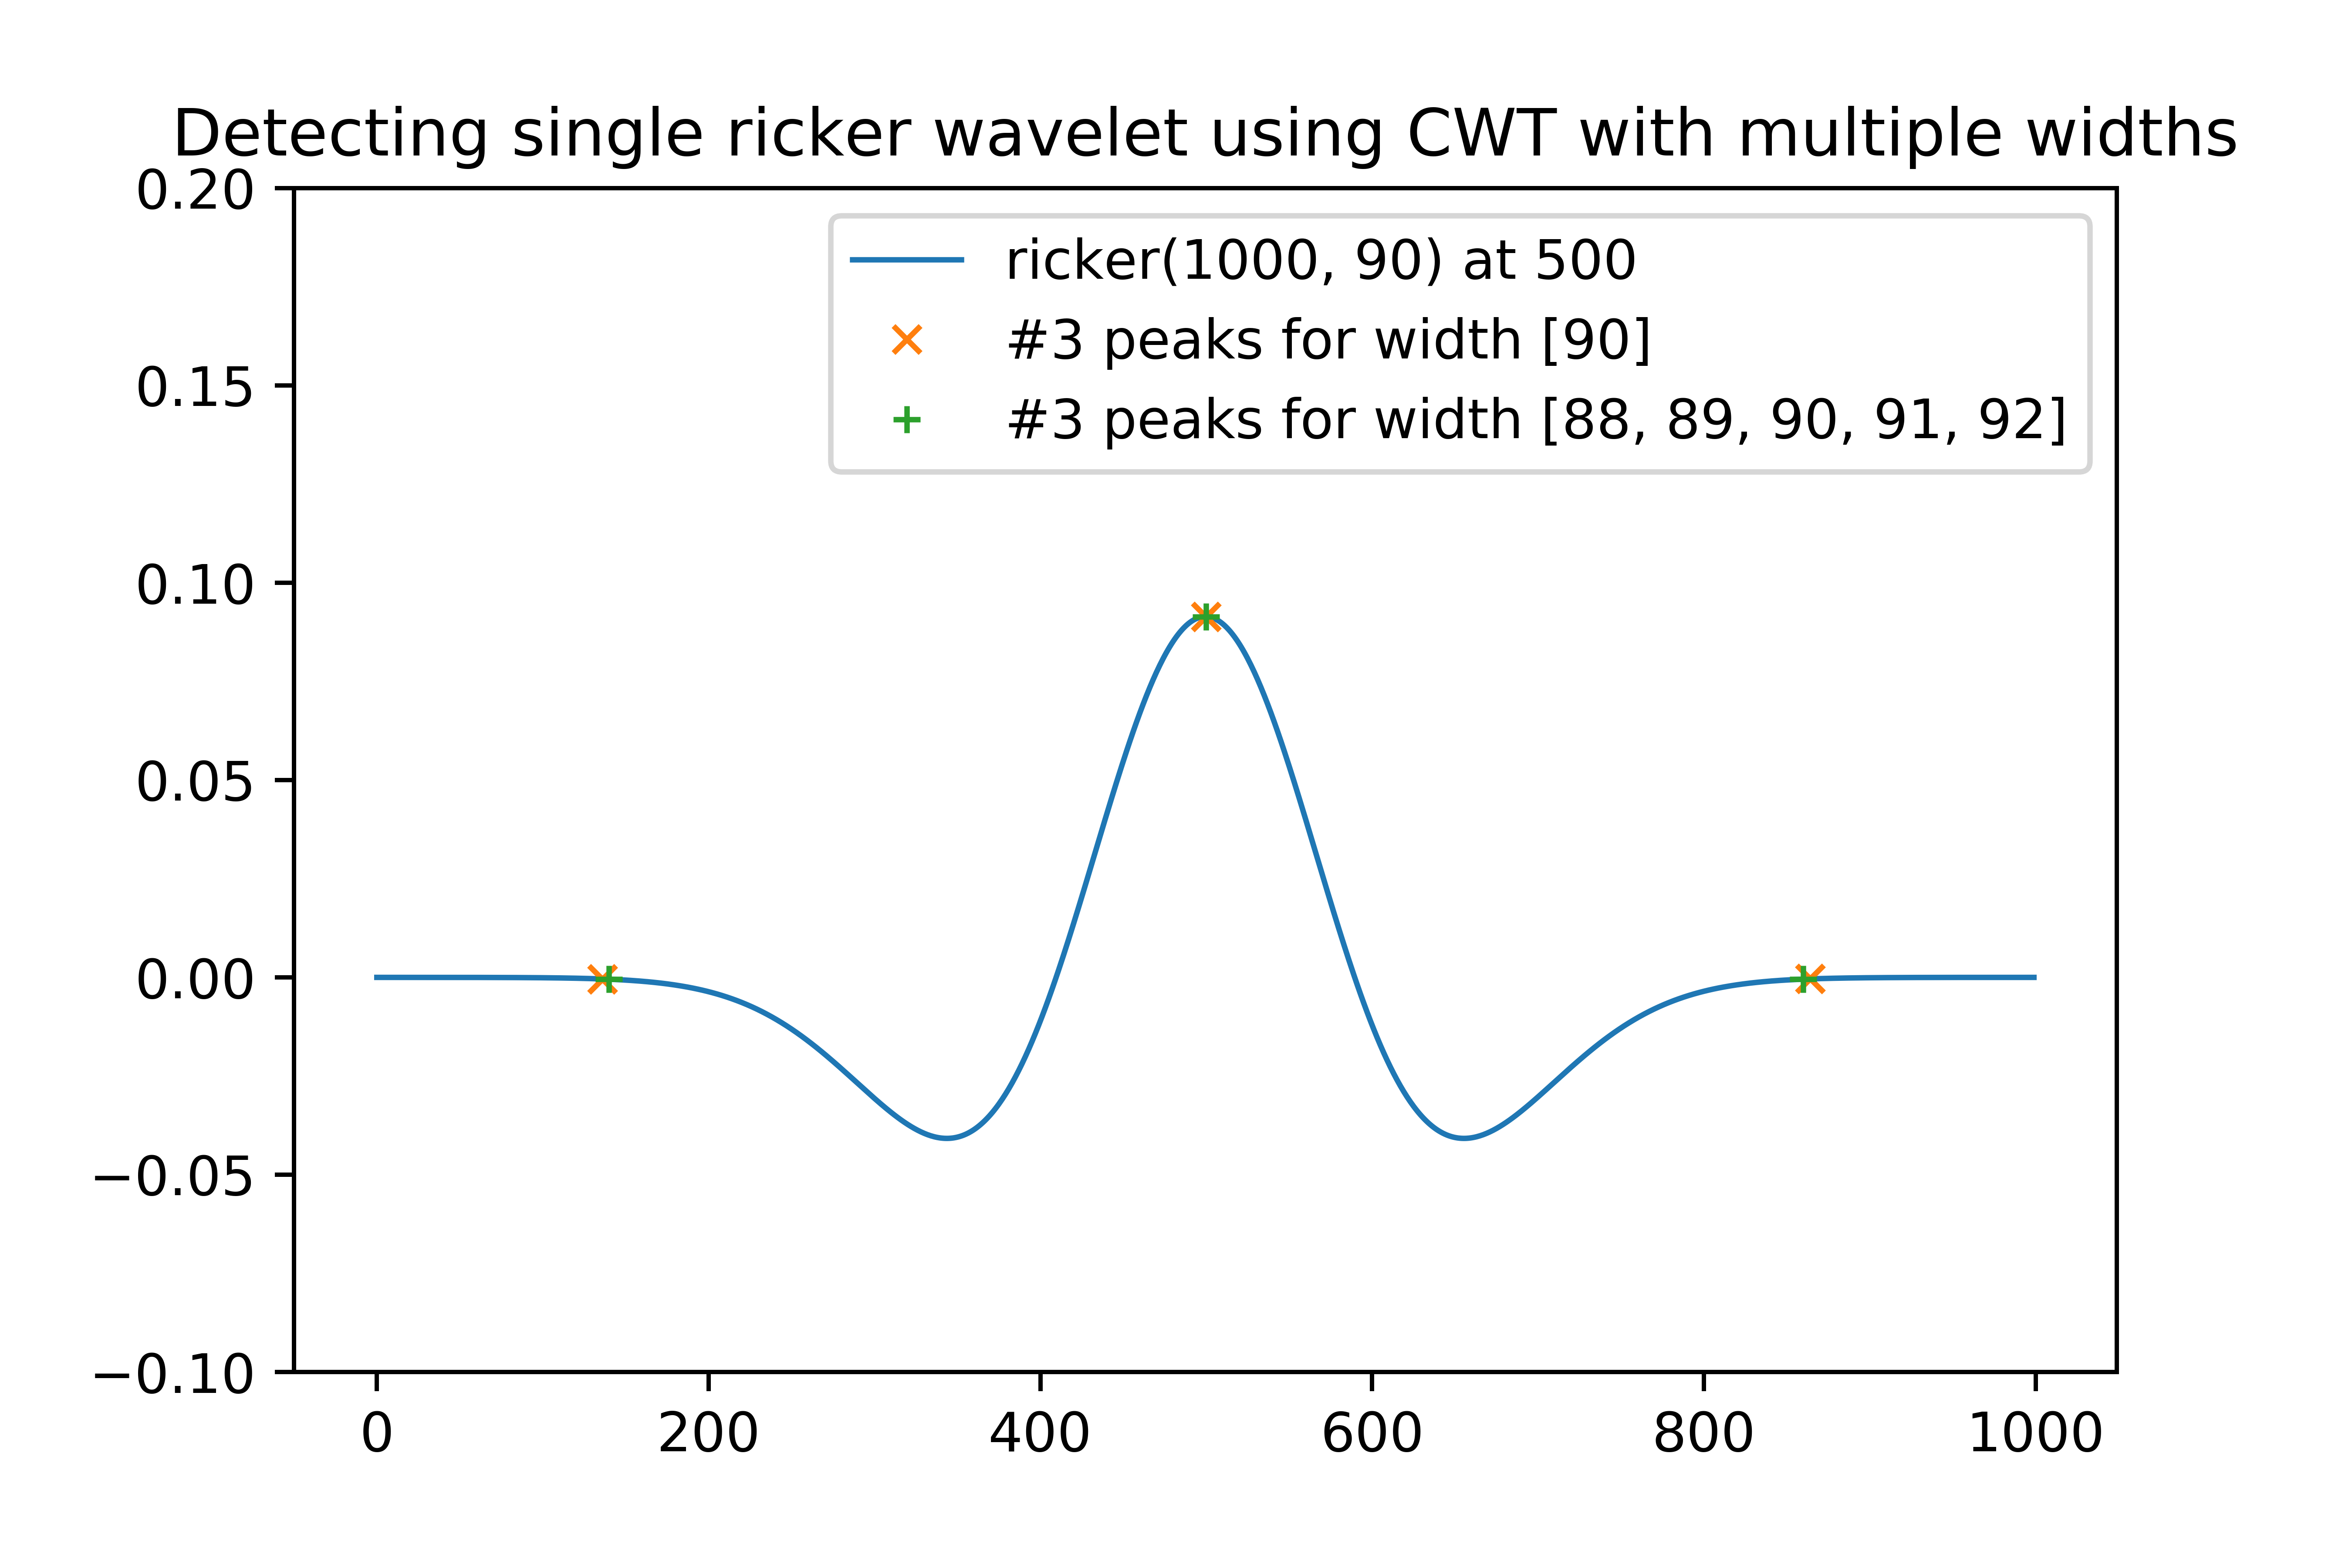 Detecting single ricker wavelet using CWT with multiple widths
0.20
0.15
0.10
0.05
0.00
−0.05
−0.10
ricker(1000, 90) at 500
#3 peaks for width [90]
#3 peaks for width [88, 89, 90, 91, 92]
0 200 400 600 800 1000